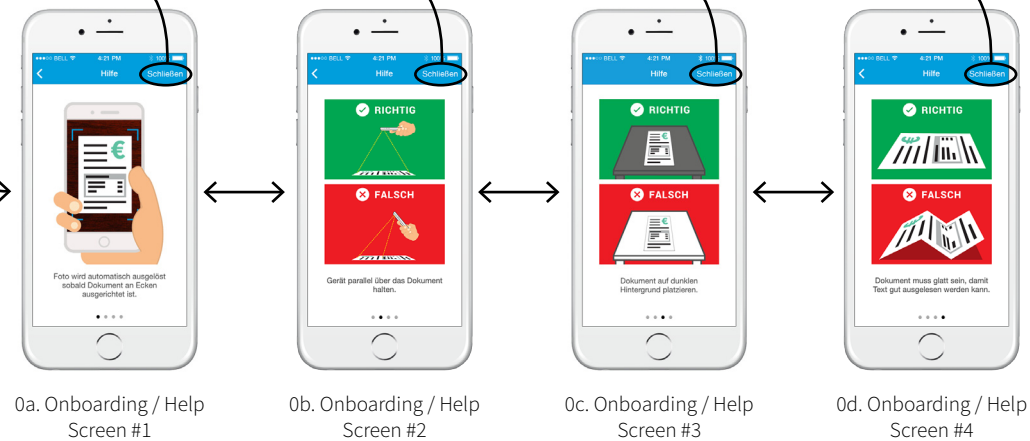 ●●●○○ BELL 4:21 PM 100%
Hilfe Schließen
Foto wird automatisch ausgelöst
sobald Dokument an Ecken
ausgerichtet ist.
0a. Onboarding / Help
Screen #1
●●●○○ BELL 4:21 PM 100%
Hilfe Schließen
RICHTIG
FALSCH
Gerät parallel über das Dokument
halten.
0b. Onboarding / Help
Screen #2
●●●○○ BELL 4:21 PM 100%
Hilfe Schließen
RICHTIG
FALSCH
Dokument auf dunklen
Hintergrund platzieren.
0c. Onboarding / Help
Screen #3
●●●○○ BELL 4:21 PM 100%
Hilfe Schließen
RICHTIG
FALSCH
Dokument muss glatt sein, damit
Text gut ausgelesen werden kann.
0d. Onboarding / Help
Screen #4